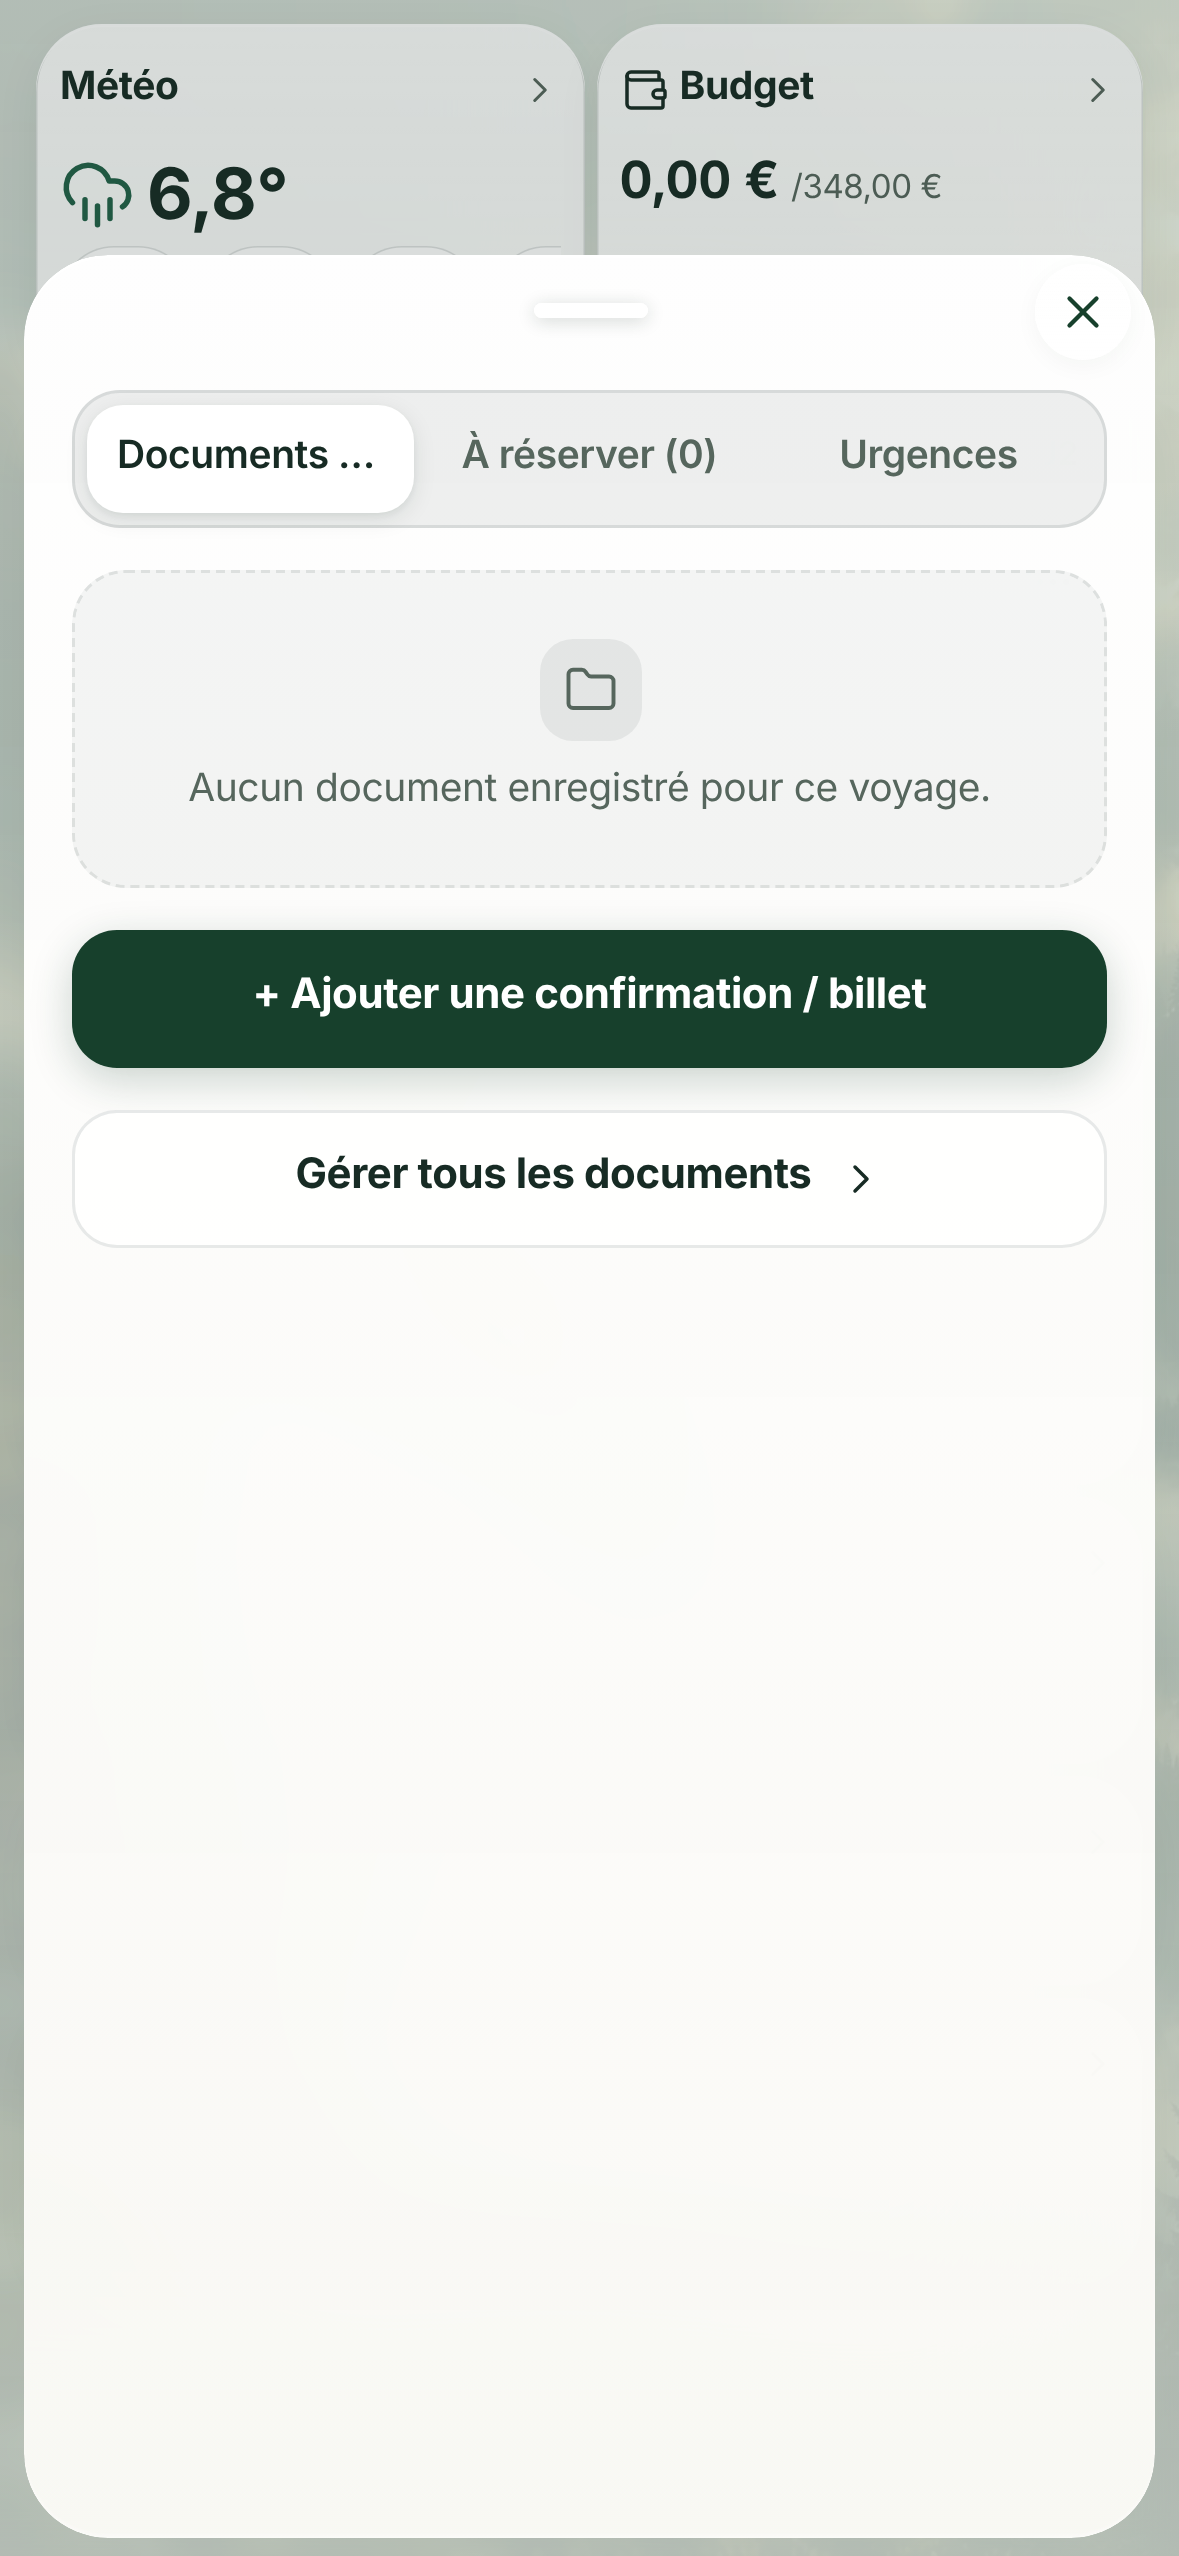 Météo
Budget
6,8°
0,00 € /348,00 €
Documents ...
À réserver (0)
Urgences
Aucun document enregistré pour ce voyage.
+ Ajouter une confirmation / billet
Gérer tous les documents